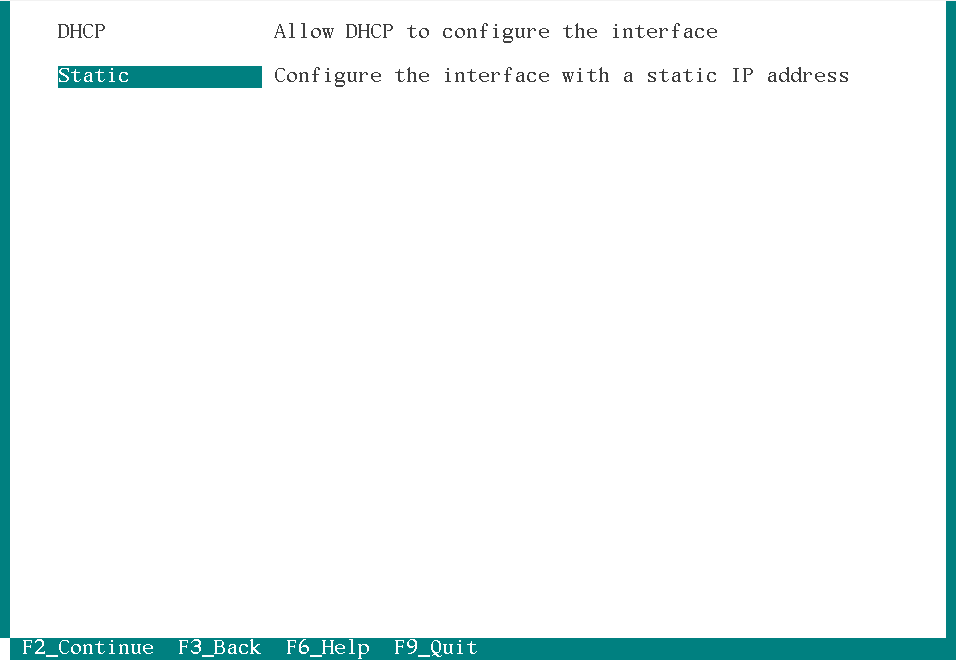 DHCP Allow DHCP to configure the interface
Static Configure the interface with a static IP address
F2_Continue F3_Back F6_Help F9_Quit